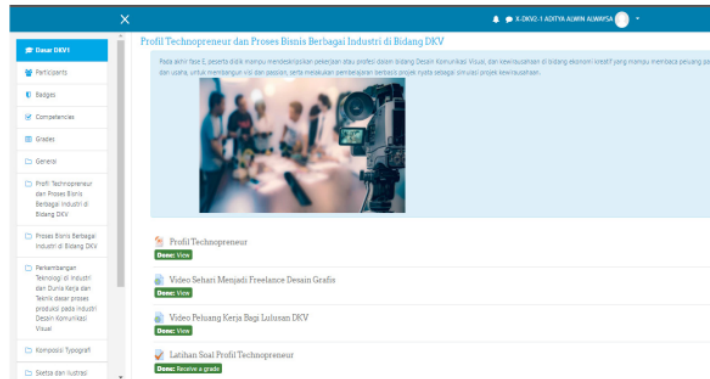 X-DKV2-1 ADITYA ALWIN ALWAYSA
Dasar DKV1
Participants
Badges
Competencies
Grades
General
Profil Technopreneur
dan Proses Bisnis
Berbagai Industri di
Bidang DKV
Proses Bisnis Berbagai
Industri di Bidang DKV
Perkembangan
Teknologi di Industri
dan Dunia Kerja dan
Teknik dasar proses
produksi pada Industri
Desain Komunikasi
Visual
Komposisi Typografi
Sketsa dan Ilustrasi
Profil Technopreneur dan Proses Bisnis Berbagai Industri di Bidang DKV
Pada akhir fase E, peserta didik mampu mendeskripsikan pekerjaan atau profesi dalam bidang Desain Komunikasi Visual, dan kewirausahaan di bidang ekonomi kreatif yang mampu membaca peluang pa
dan usaha, untuk membangun visi dan passion, serta melakukan pembelajaran berbasis projek nyata sebagai simulasi projek kewirausahaan.
Profil Technopreneur
Done: View
Video Sehari Menjadi Freelance Desain Grafis
Done: View
Video Peluang Kerja Bagi Lulusan DKV
Done: View
Latihan Soal Profil Technopreneur
Done: Receive a grade